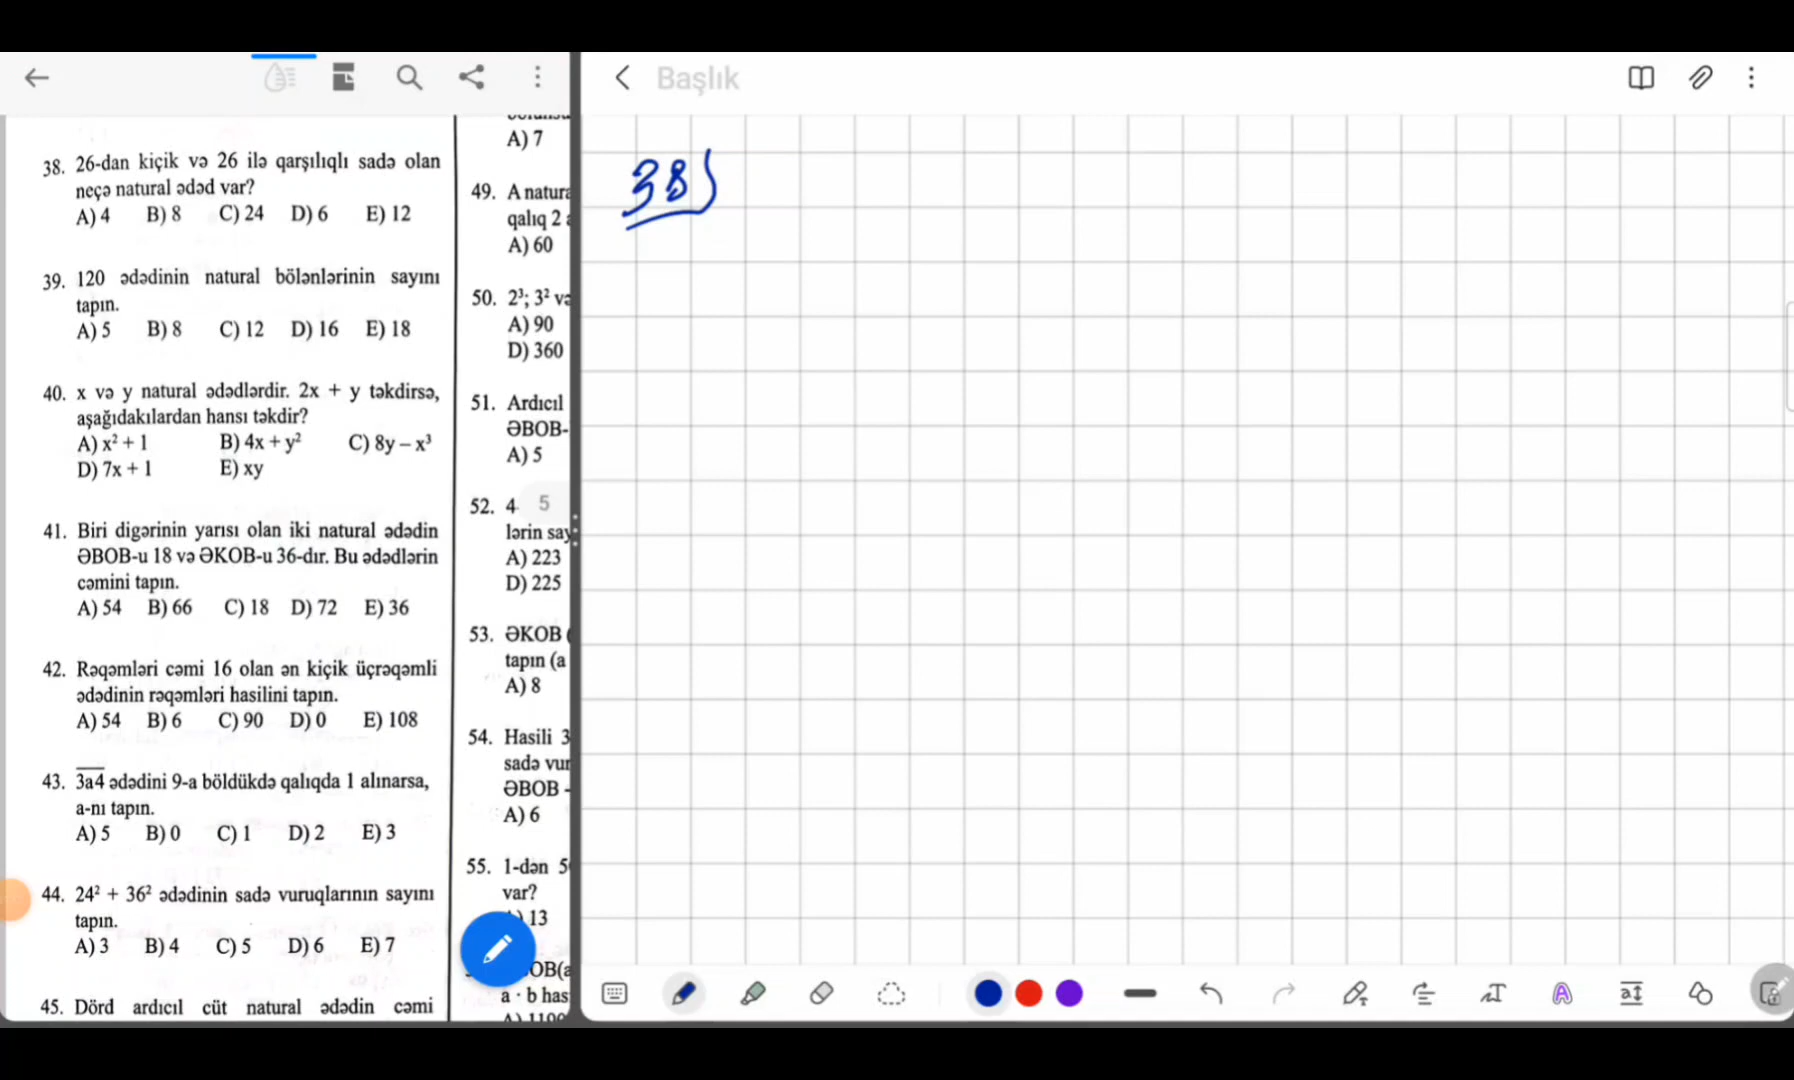 Başlık
38. 26-dan kiçik və 26 ilə qarşılıqlı sadə olan
neçə natural ədəd var?
A) 4 B) 8 C) 24 D) 6 E) 12
39. 120 ədədinin natural bölənlərinin sayını
tapın.
A) 5 B) 8 C) 12 D) 16 E) 18
40. x və y natural ədədlərdir. 2x + y təkdirsə,
aşağıdakılardan hansı təkdir?
A) x² + 1 B) 4x + y² C) 8y – x³
D) 7x + 1 E) xy
41. Biri digərinin yarısı olan iki natural ədədin
ƏBOB-u 18 və ƏKOB-u 36-dır. Bu ədədlərin
cəmini tapın.
A) 54 B) 66 C) 18 D) 72 E) 36
42. Rəqəmləri cəmi 16 olan ən kiçik üçrəqəmli
ədədinin rəqəmləri hasilini tapın.
A) 54 B) 6 C) 90 D) 0 E) 108
43. 3a4 ədədini 9-a böldükdə qalıqda 1 alınarsa,
a-nı tapın.
A) 5 B) 0 C) 1 D) 2 E) 3
44. 24² + 36² ədədinin sadə vuruqlarının sayını
tapın.
A) 3 B) 4 C) 5 D) 6 E) 7
45. Dörd ardıcıl cüt natural ədədin cəmi
A) 7
49. A natura
qalıq 2
A) 60
50. 2³; 3² və
A) 90
D) 360
51. Ardıcıl
ƏBOB-
A) 5
52. 4 5
lərin say
A) 223
D) 225
53. ƏKOB (
tapın (a
A) 8
54. Hasili 3
sadə vur
ƏBOB -
A) 6
55. 1-dən 5
var?
13
OB(a
a · b has
38)